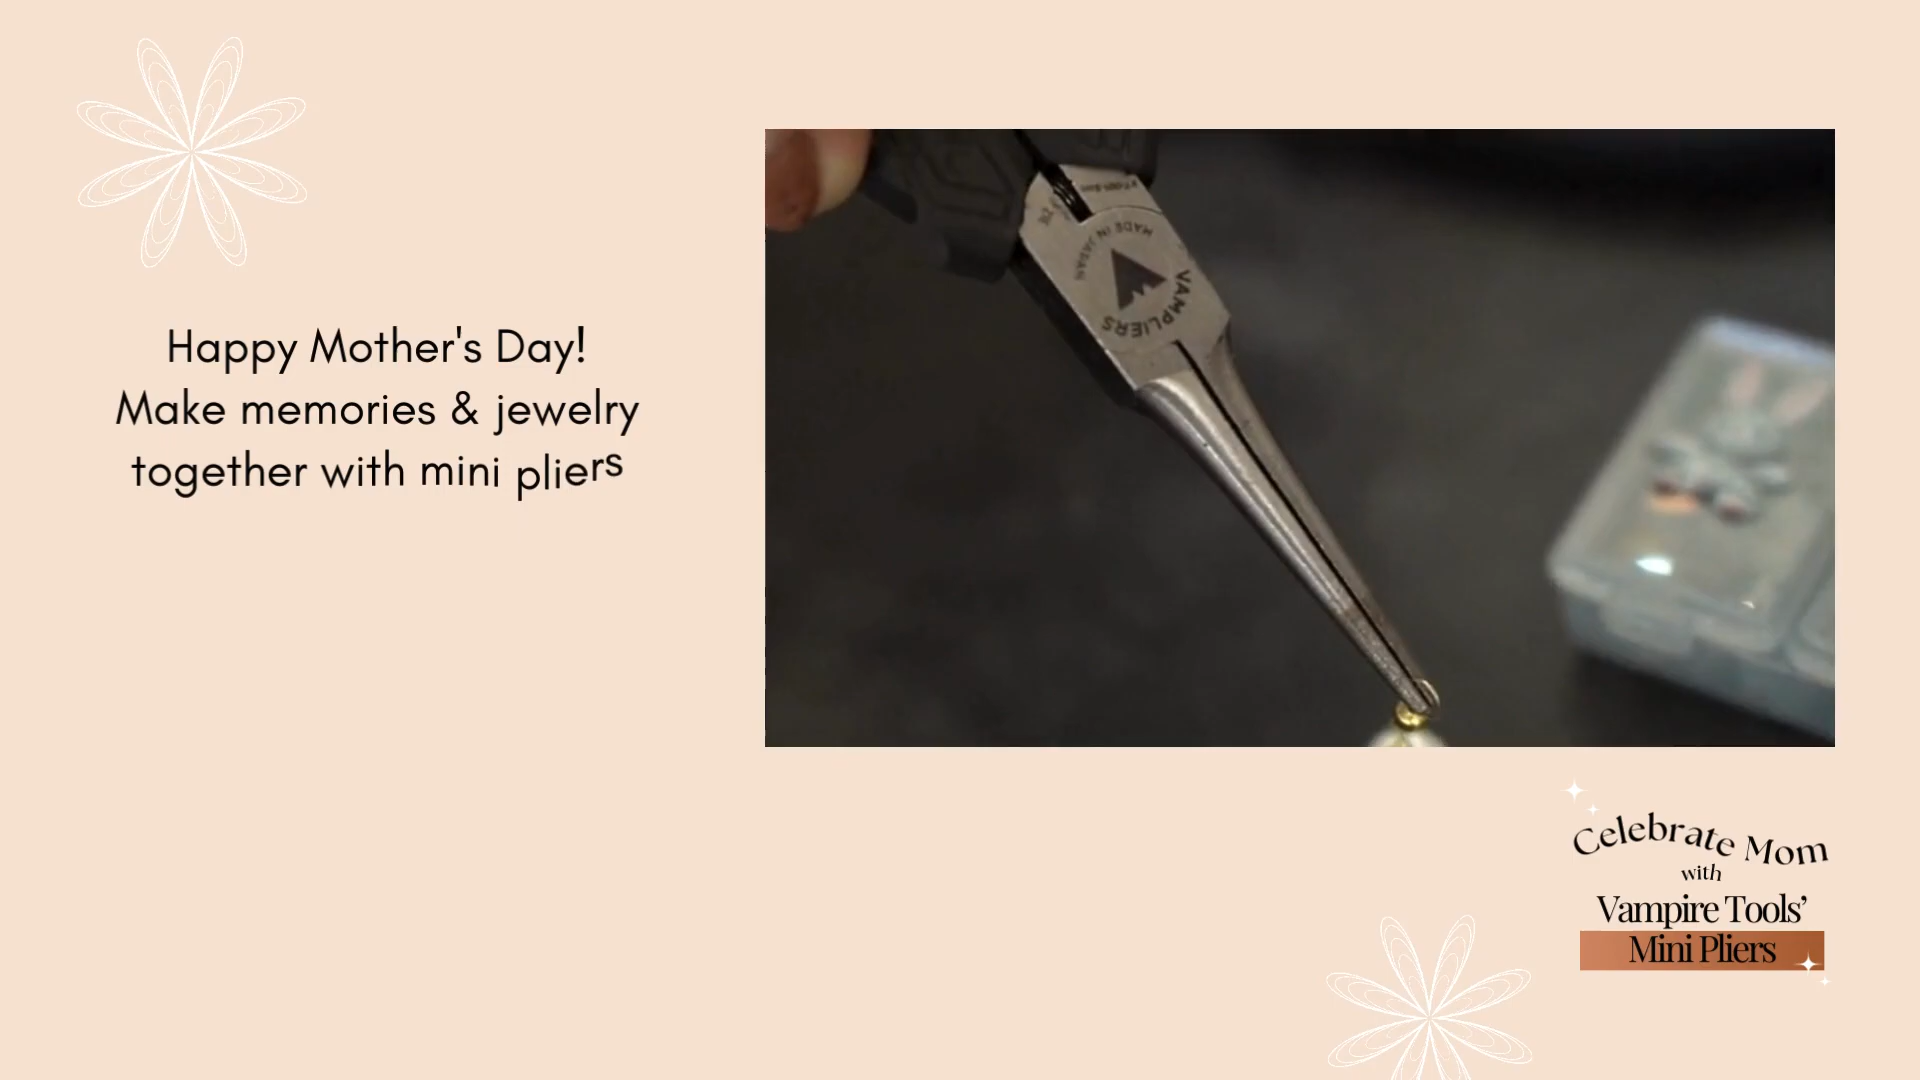 Happy Mother's Day!
Make memories & jewelry
together with mini pliers
MADE IN JAPAN
VAMPLIERS
Celebrate Mom
with
Vampire Tools’
Mini Pliers